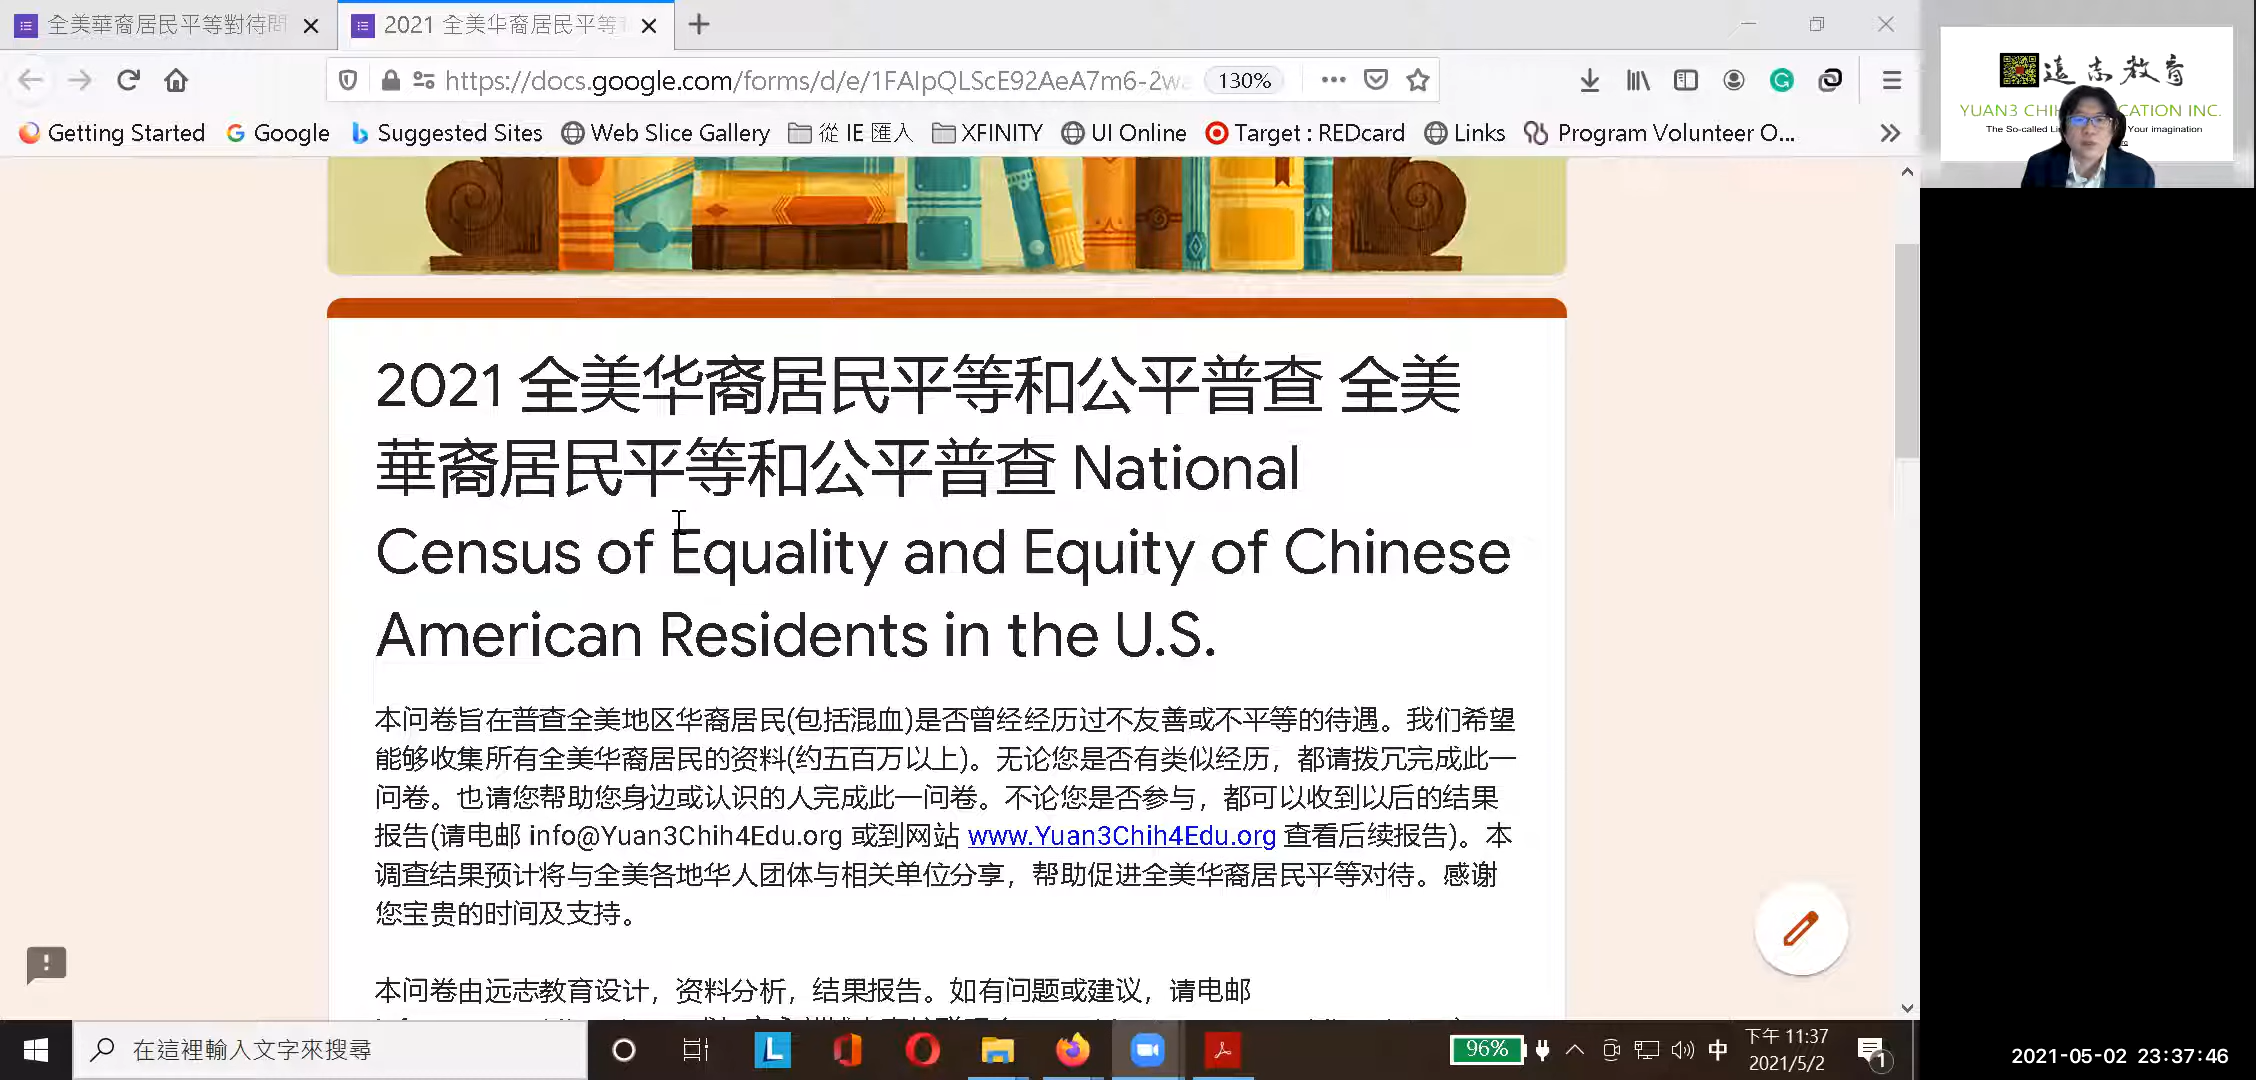 全美華裔居民平等對待問
2021 全美华裔居民平等
https://docs.google.com/forms/d/e/1FAIpQLScE92AeA7m6-2wa
130%
Getting Started
Google
Suggested Sites
Web Slice Gallery
從 IE 匯入
XFINITY
UI Online
Target : REDcard
Links
Program Volunteer O...
遠志教育
YUAN3 CHIH
CATION INC.
The So-called Li
Your imagination
2021 全美华裔居民平等和公平普查 全美
華裔居民平等和公平普查 National
Census of Equality and Equity of Chinese
American Residents in the U.S.
本问卷旨在普查全美地区华裔居民(包括混血)是否曾经经历过不友善或不平等的待遇。我们希望
能够收集所有全美华裔居民的资料(约五百万以上)。无论您是否有类似经历，都请拨冗完成此一
问卷。也请您帮助您身边或认识的人完成此一问卷。不论您是否参与，都可以收到以后的结果
报告(请电邮 info@Yuan3Chih4Edu.org 或到网站 www.Yuan3Chih4Edu.org 查看后续报告)。本
调查结果预计将与全美各地华人团体与相关单位分享，帮助促进全美华裔居民平等对待。感谢
您宝贵的时间及支持。
本问卷由远志教育设计，资料分析，结果报告。如有问题或建议，请电邮
在這裡輸入文字來搜尋
96%
中
下午 11:37
2021/5/2
1
2021-05-02 23:37:46